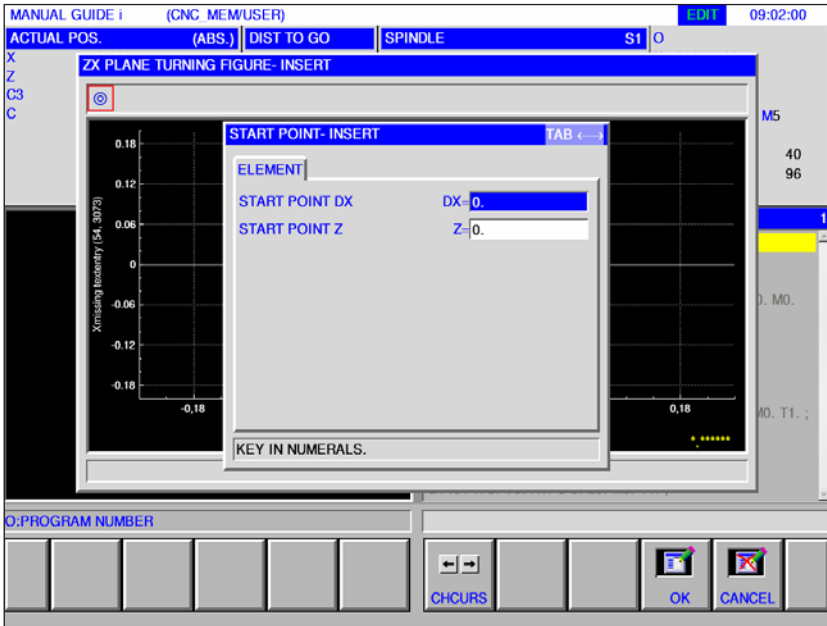 MANUAL GUIDE i (CNC_MEM/USER) EDIT 09:02:00
ACTUAL POS. (ABS.) DIST TO GO SPINDLE S1 O
X
Z
C3
C
M5
40
96
ZX PLANE TURNING FIGURE- INSERT
START POINT- INSERT TAB
ELEMENT
START POINT DX DX= 0.
START POINT Z Z= 0.
KEY IN NUMERALS.
Xmissing textentry (54, 3073)
0.18
0.12
0.06
0
-0.06
-0.12
-0.18
-0,18 0,18
*.******
1
0. M0.
M0. T1. ;
O:PROGRAM NUMBER
CHCURS OK CANCEL